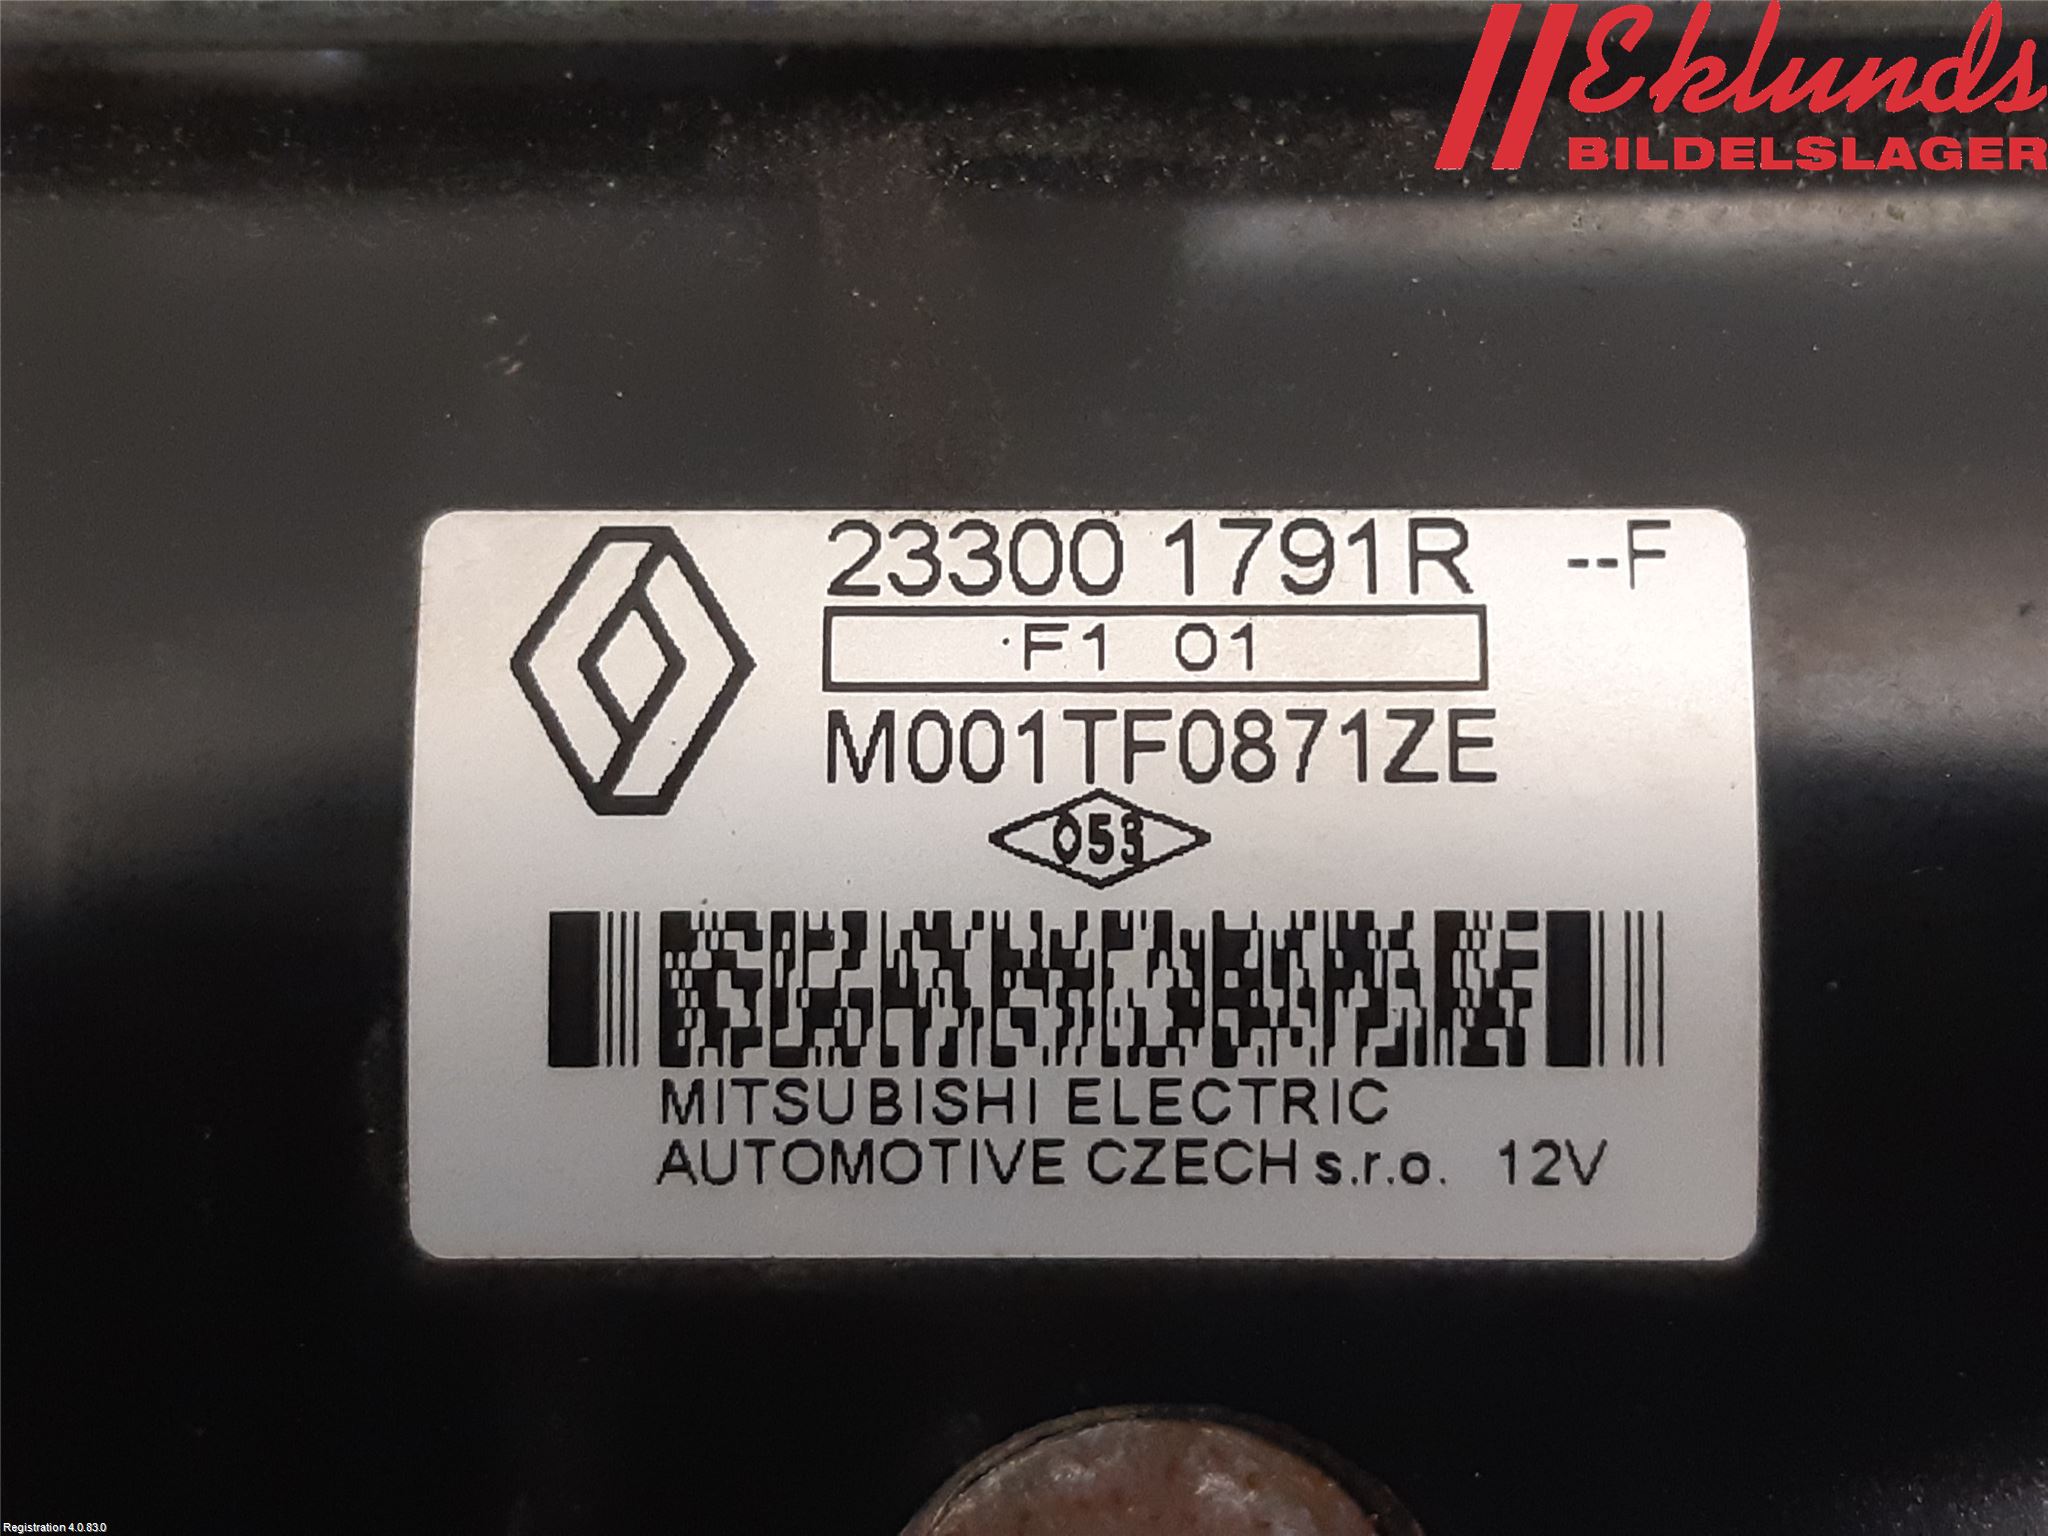 Eklunds
BILDELSLAGER
23300 1791R --F
F1 01
M001TF0871ZE
053
MITSUBISHI ELECTRIC
AUTOMOTIVE CZECH s.r.o. 12V
Registration 4.0.83.0